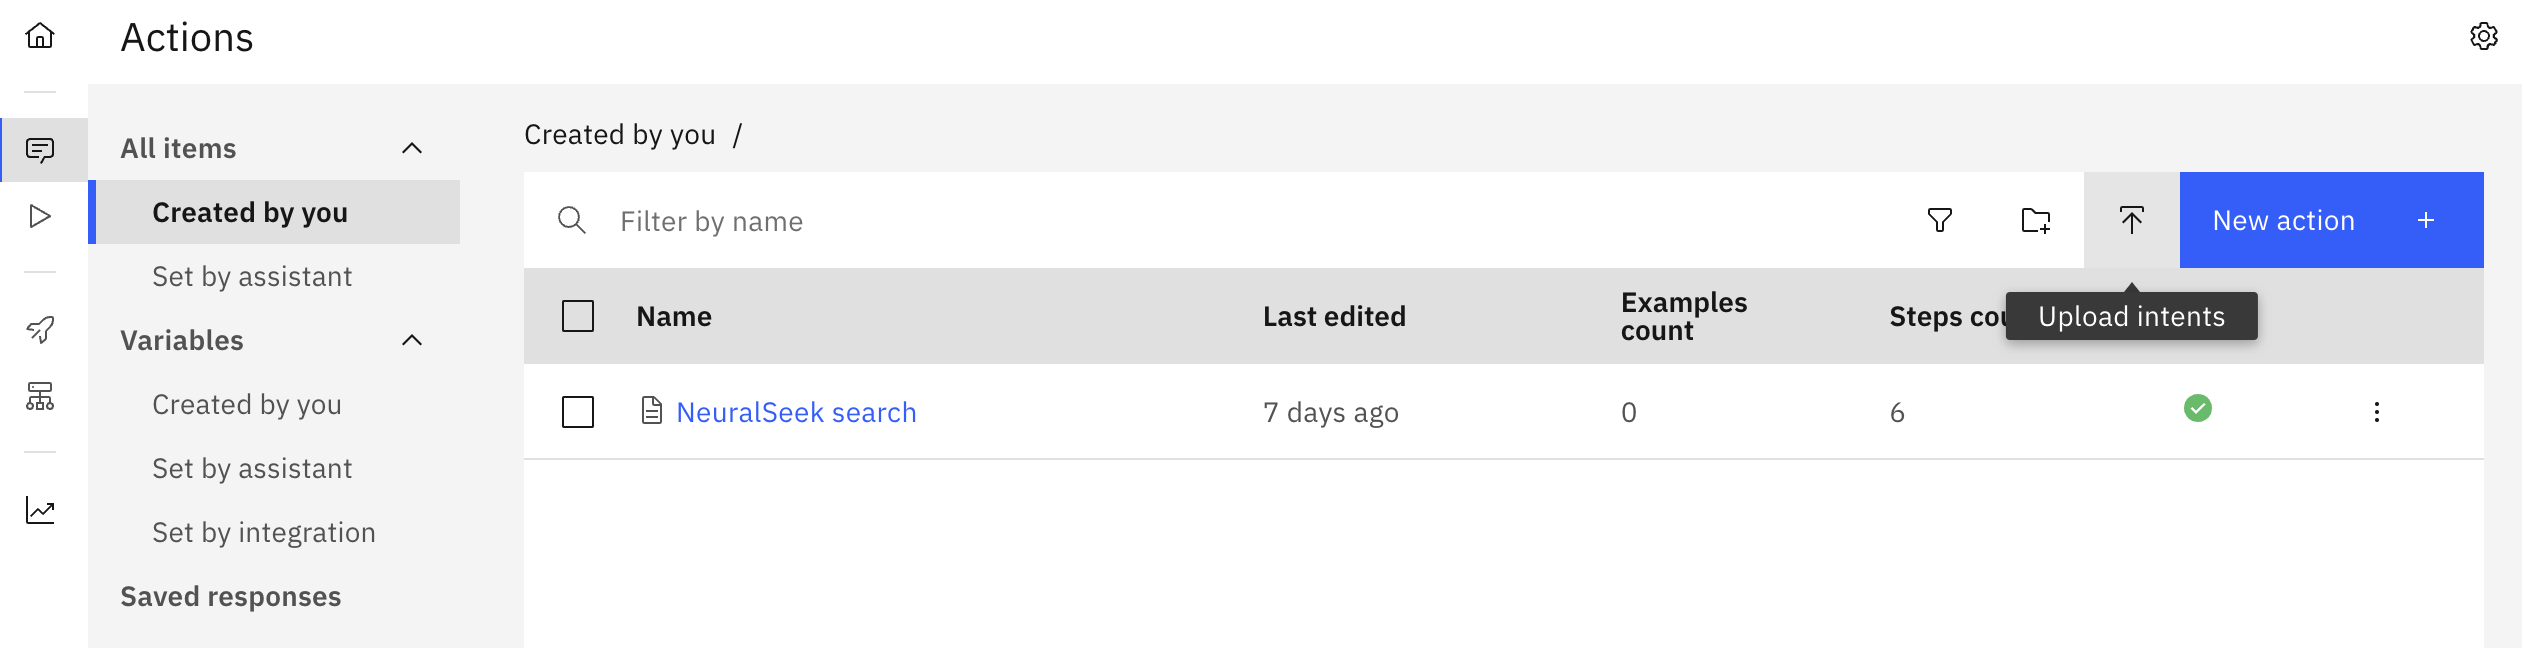 Actions
All items
Created by you
Set by assistant
Variables
Created by you
Set by assistant
Set by integration
Saved responses
Created by you /
Filter by name
New action +
Name
Last edited
Examples
count
Steps
Upload intents
NeuralSeek search
7 days ago
0
6